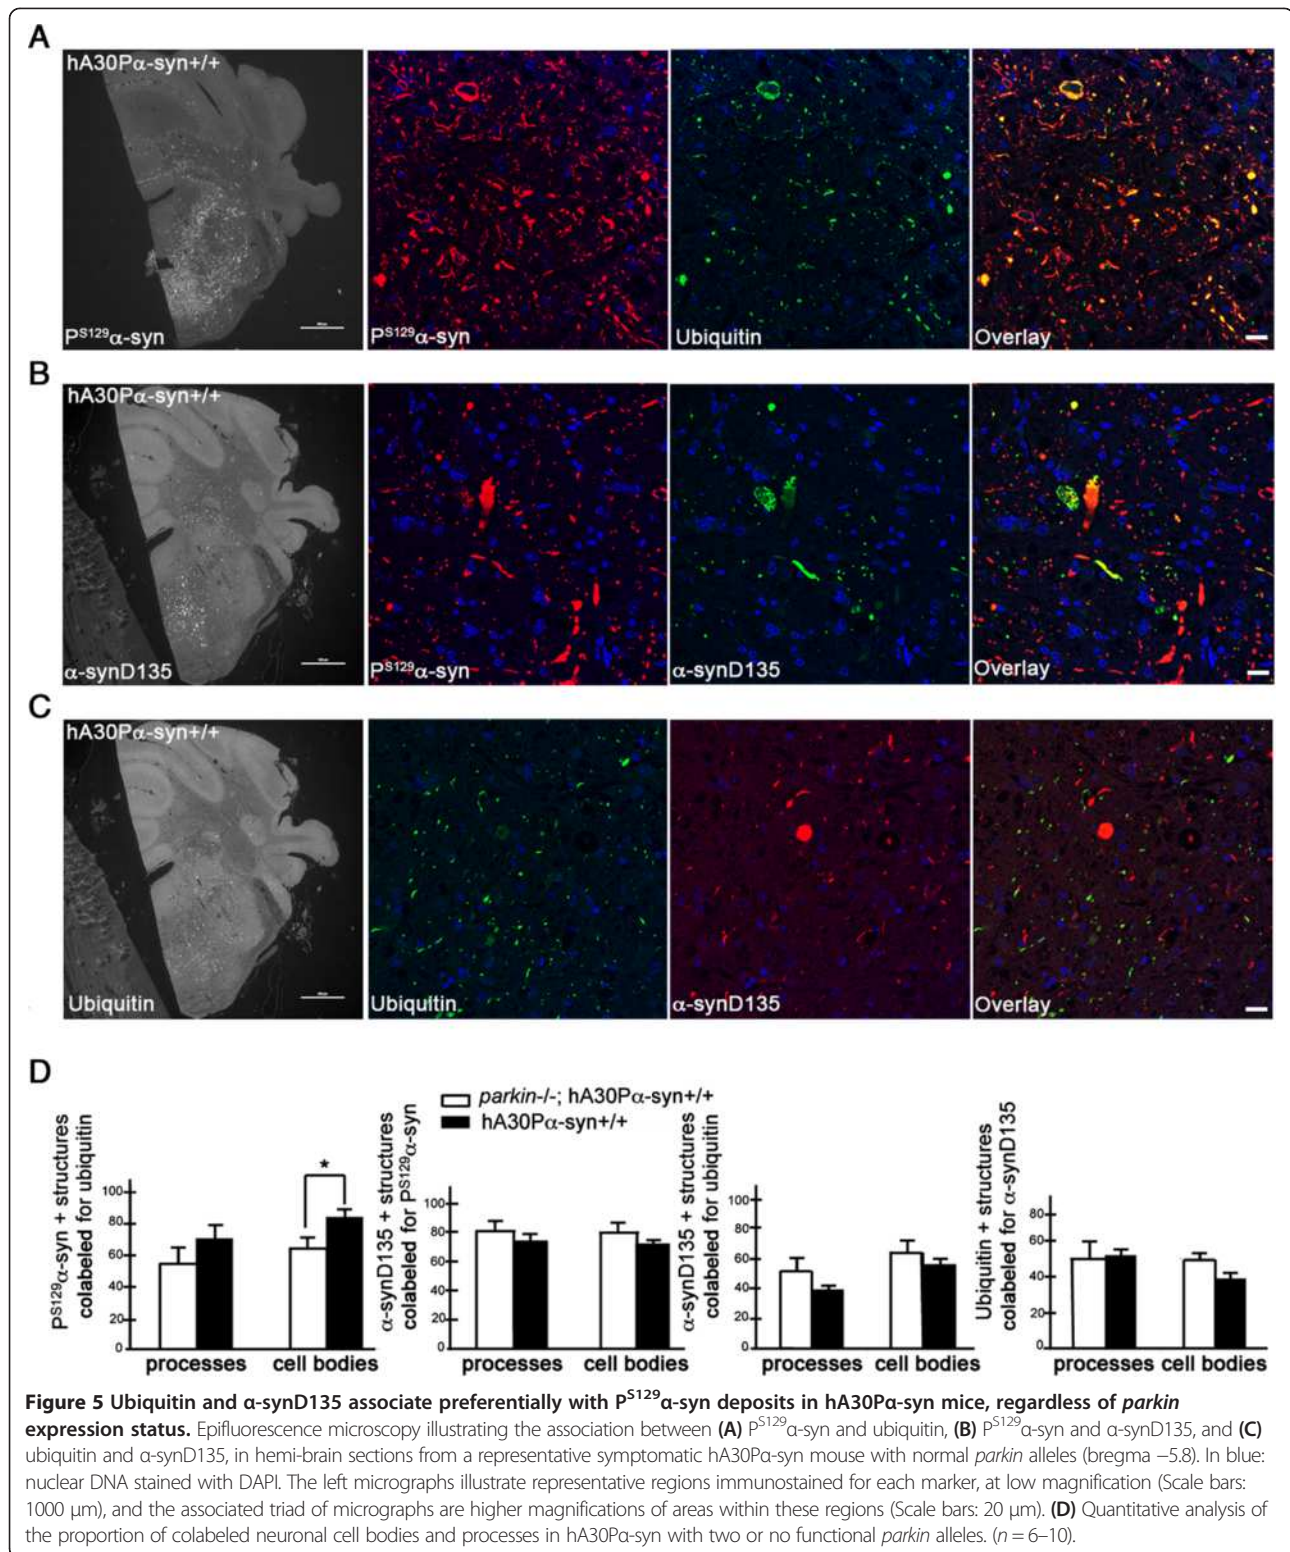 A
hA30Pα-syn+/+
P^S129α-syn
P^S129α-syn
Ubiquitin
Overlay
B
hA30Pα-syn+/+
α-synD135
P^S129α-syn
α-synD135
Overlay
C
hA30Pα-syn+/+
Ubiquitin
Ubiquitin
α-synD135
Overlay
D
parkin-/-; hA30Pα-syn+/+
hA30Pα-syn+/+
P^S129α-syn + structures
colabeled for ubiquitin
100
80
60
40
20
0
*
processes
cell bodies
α-synD135 + structures
colabeled for P^S129α-syn
100
80
60
40
20
0
processes
cell bodies
α-synD135 + structures
colabeled for ubiquitin
100
80
60
40
20
0
processes
cell bodies
Ubiquitin + structures
colabeled for α-synD135
80
60
40
20
0
processes
cell bodies
Figure 5 Ubiquitin and α-synD135 associate preferentially with P^S129α-syn deposits in hA30Pα-syn mice, regardless of parkin
expression status. Epifluorescence microscopy illustrating the association between (A) P^S129α-syn and ubiquitin, (B) P^S129α-syn and α-synD135, and (C)
ubiquitin and α-synD135, in hemi-brain sections from a representative symptomatic hA30Pα-syn mouse with normal parkin alleles (bregma −5.8). In blue:
nuclear DNA stained with DAPI. The left micrographs illustrate representative regions immunostained for each marker, at low magnification (Scale bars:
1000 μm), and the associated triad of micrographs are higher magnifications of areas within these regions (Scale bars: 20 μm). (D) Quantitative analysis of
the proportion of colabeled neuronal cell bodies and processes in hA30Pα-syn with two or no functional parkin alleles. (n = 6–10).